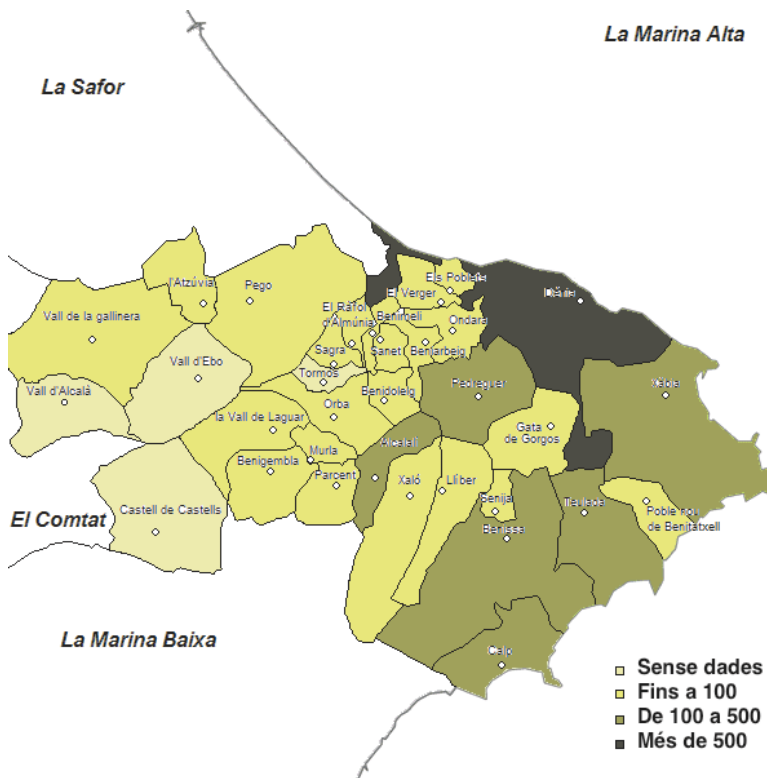 La Marina Alta
La Safor
l'Atzúvia
Pego
Els Poblets
El Verger
Dénia
Vall de la gallinera
El Ràfol
d'Almúnia
Benimeli
Ondara
Sagra
Sanet
Beniarbeig
Vall d'Ebo
Tormos
Vall d'Alcalà
Benidoleig
Pedreguer
Xàbia
Orba
la Vall de Laguar
Gata
de Gorgos
Murla
Alcalalí
Benigembla
Parcent
Xaló
Llíber
Senija
Teulada
Castell de Castells
Poble nou
de Benitatxell
El Comtat
Benissa
La Marina Baixa
Calp
Sense dades
Fins a 100
De 100 a 500
Més de 500